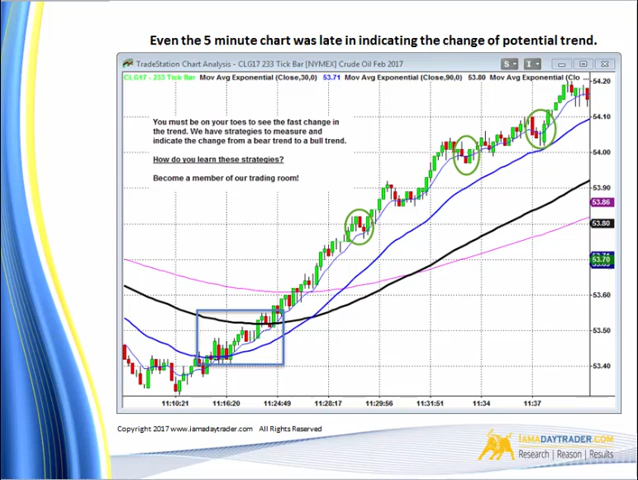 Even the 5 minute chart was late in indicating the change of potential trend.
TradeStation Chart Analysis - CLG17 233 Tick Bar [NYMEX] Crude Oil Feb 2017
S
I
CLG17 - 233 Tick Bar Mov Avg Exponential (Close,30,0) 53.71 Mov Avg Exponential (Close,90,0) 53.80 Mov Avg Exponential (Clo ...
54.20
You must be on your toes to see the fast change in
the trend. We have strategies to measure and
indicate the change from a bear trend to a bull trend.
How do you learn these strategies?
Become a member of our trading room!
54.10
54.00
53.90
53.86
53.80
53.70
53.60
53.50
53.40
11:10:21 11:16:20 11:24:49 11:28:17 11:29:56 11:31:51 11:34 11:37
Copyright 2017 www.iamadaytrader.com All Rights Reserved
IAMADAYTRADER.COM
Research | Reason | Results